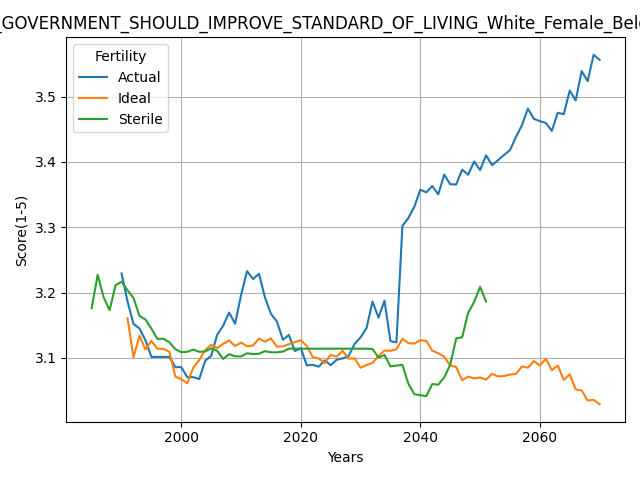 _GOVERNMENT_SHOULD_IMPROVE_STANDARD_OF_LIVING_White_Female_Belo
Fertility
Actual
Ideal
Sterile
3.5
3.4
3.3
3.2
3.1
Score(1-5)
2000
2020
2040
2060
Years